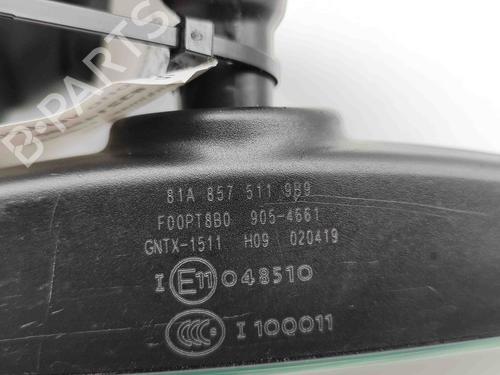 B-PARTS
81A 857 511 9B9
F00PT8B0 905-4661
GNTX-1511 H09 020419
I E11 048510
CCC I 100011